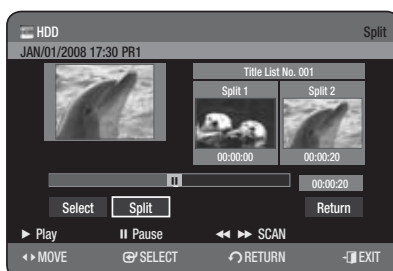 HDD Split
JAN/01/2008 17:30 PR1
Title List No. 001
Split 1 Split 2
00:00:00 00:00:20
00:00:20
Select Split Return
► Play II Pause ◄◄ ►► SCAN
MOVE SELECT RETURN EXIT